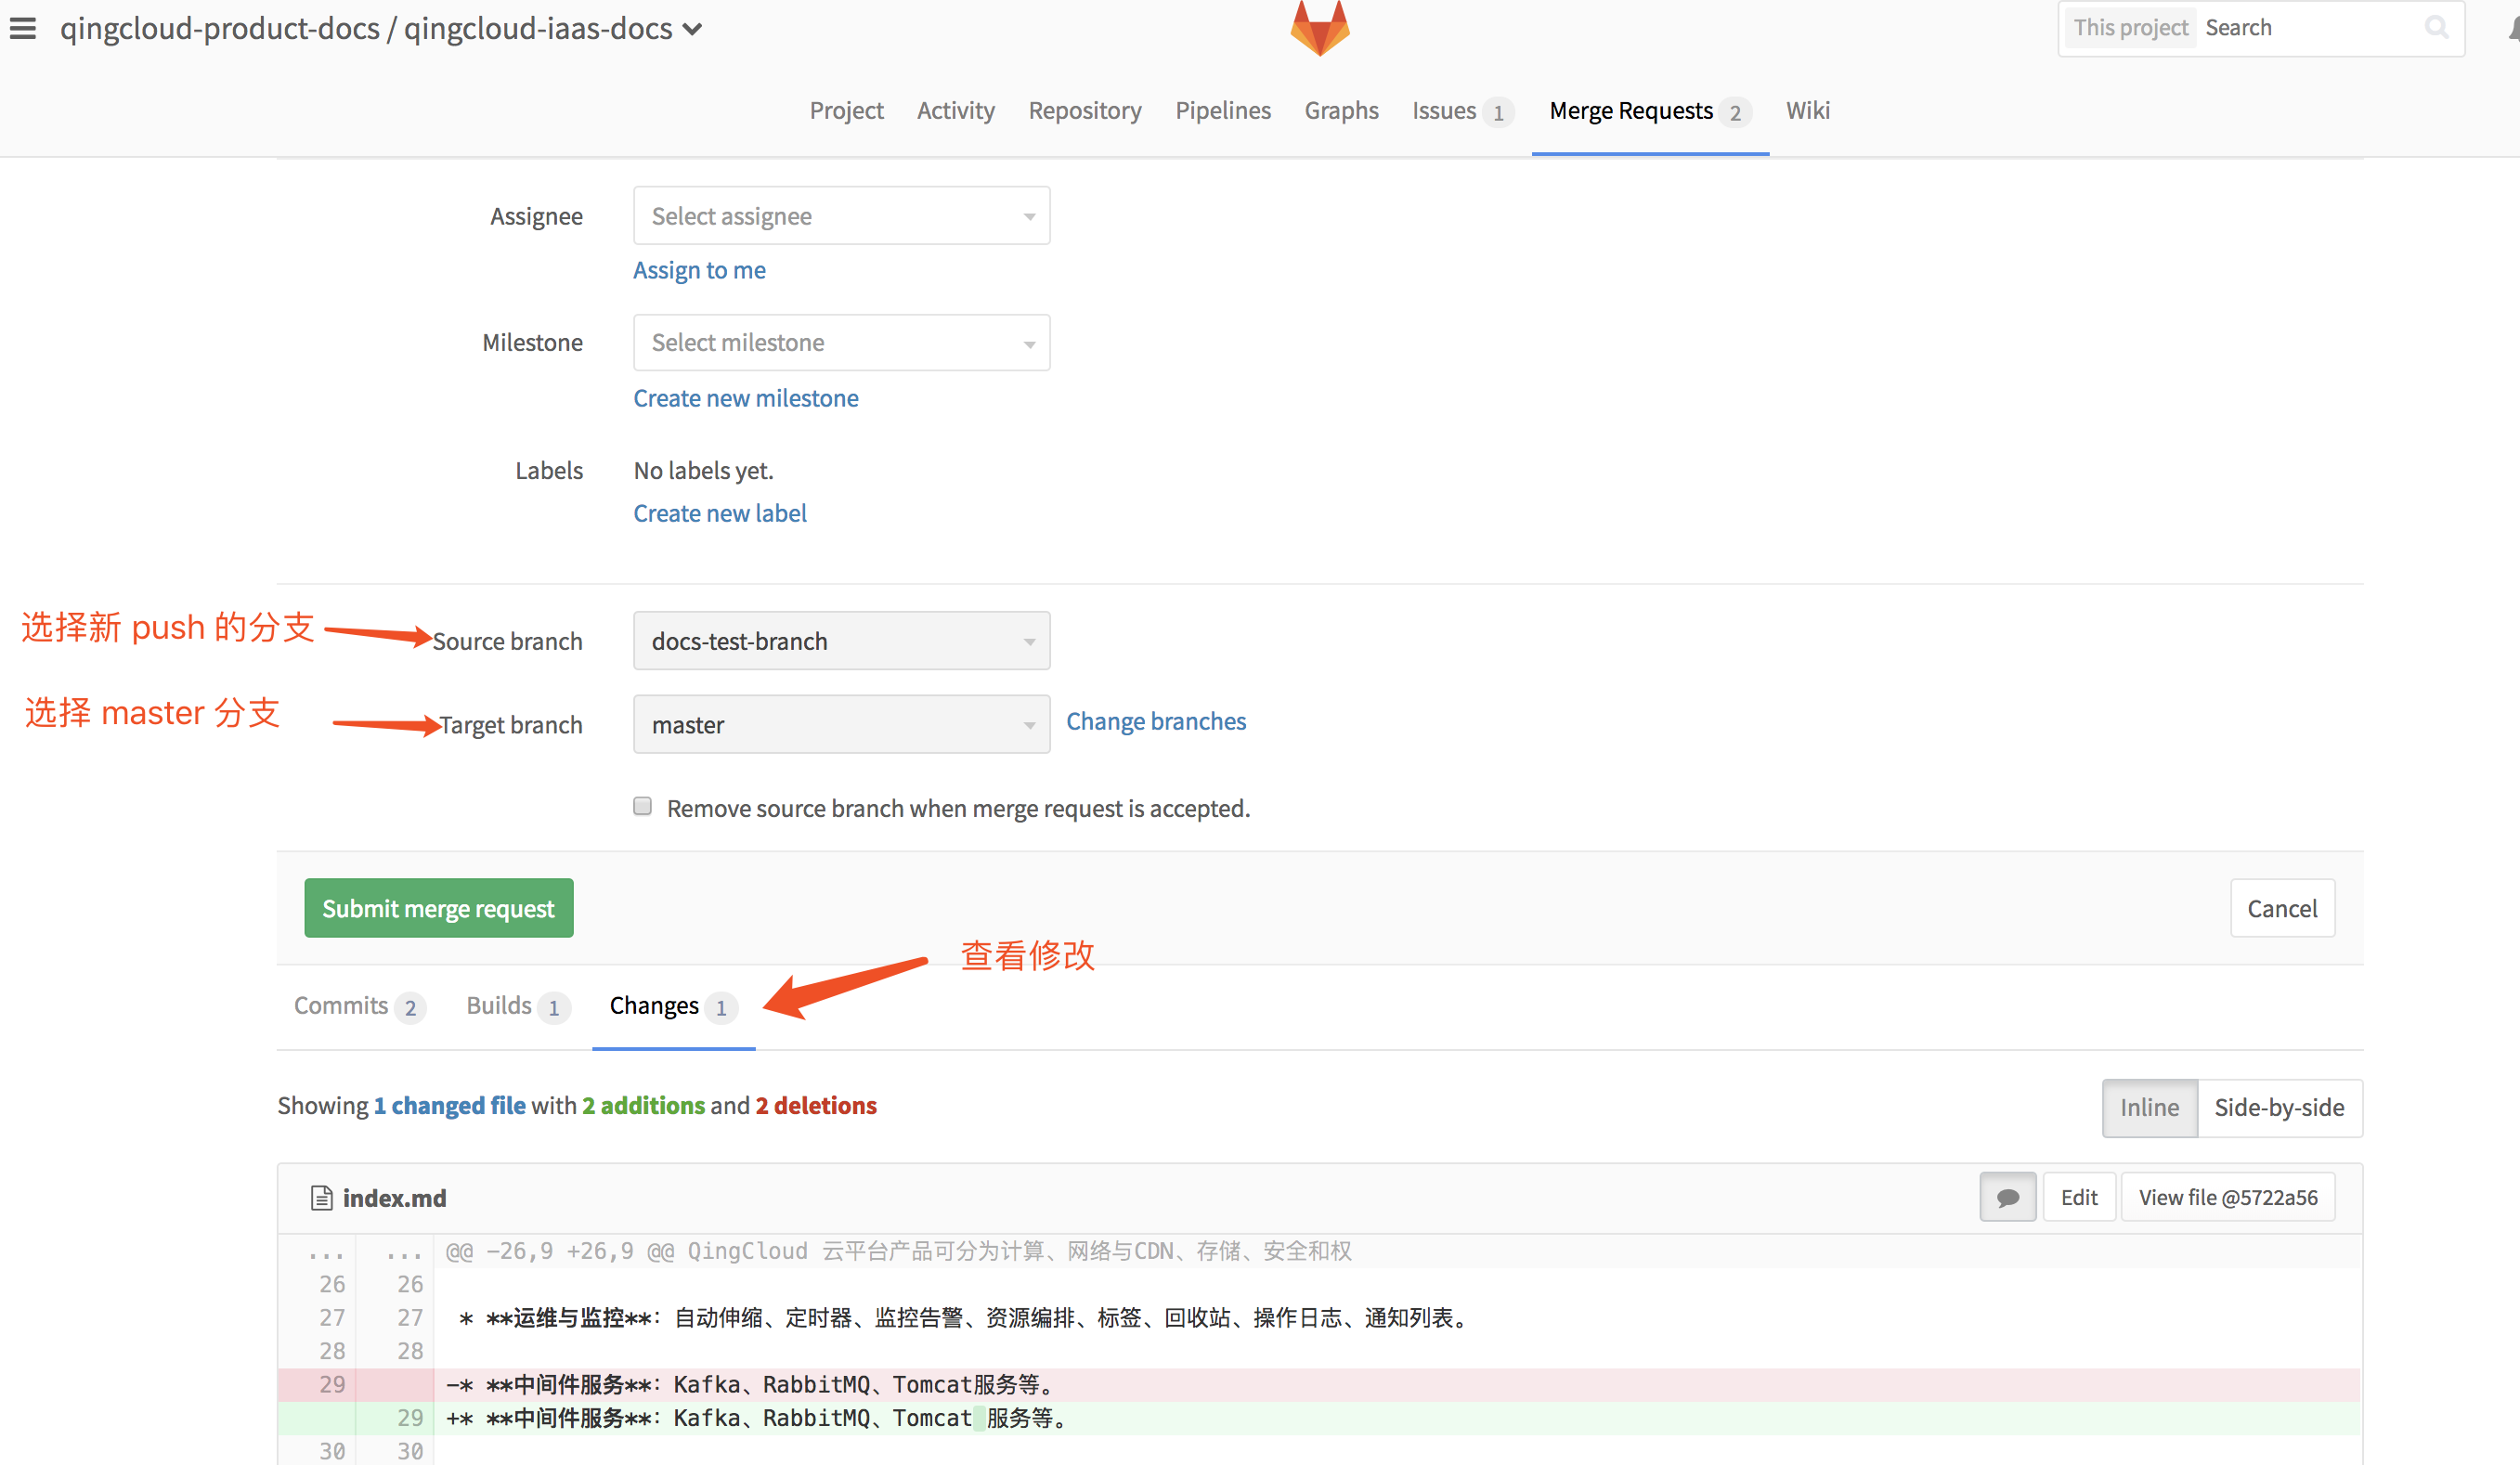 qingcloud-product-docs / qingcloud-iaas-docs
This project Search
Project Activity Repository Pipelines Graphs Issues 1 Merge Requests 2 Wiki
Assignee Select assignee
Assign to me
Milestone Select milestone
Create new milestone
Labels No labels yet.
Create new label
选择新 push 的分支 Source branch docs-test-branch
选择 master 分支 Target branch master Change branches
Remove source branch when merge request is accepted.
Submit merge request Cancel
查看修改
Commits 2 Builds 1 Changes 1
Showing 1 changed file with 2 additions and 2 deletions
Inline Side-by-side
index.md Edit View file @5722a56
... ... @@ -26,9 +26,9 @@ QingCloud 云平台产品可分为计算、网络与CDN、存储、安全和权
26 26
27 27 * **运维与监控**：自动伸缩、定时器、监控告警、资源编排、标签、回收站、操作日志、通知列表。
28 28
29 -* **中间件服务**：Kafka、RabbitMQ、Tomcat服务等。
29 +* **中间件服务**：Kafka、RabbitMQ、Tomcat 服务等。
30 30